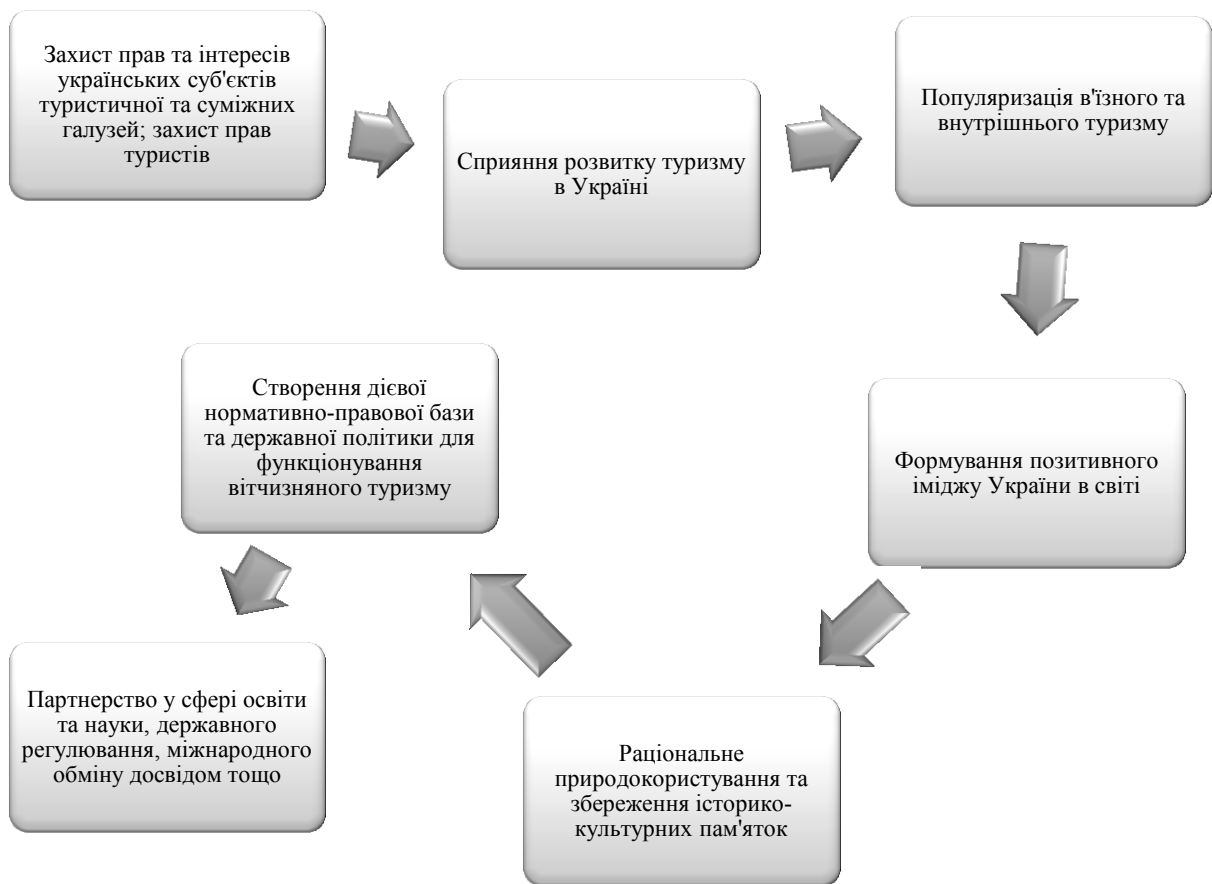 Захист прав та інтересів
українських суб'єктів
туристичної та суміжних
галузей; захист прав
туристів
Сприяння розвитку туризму
в Україні
Популяризація в'їзного та
внутрішнього туризму
Формування позитивного
іміджу України в світі
Раціональне
природокористування та
збереження історико-
культурних пам'яток
Створення дієвої
нормативно-правової бази
та державної політики для
функціонування
вітчизняного туризму
Партнерство у сфері освіти
та науки, державного
регулювання, міжнародного
обміну досвідом тощо